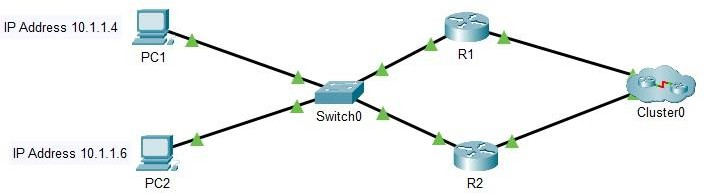 IP Address 10.1.1.4
PC1
R1
Switch0
Cluster0
IP Address 10.1.1.6
PC2
R2